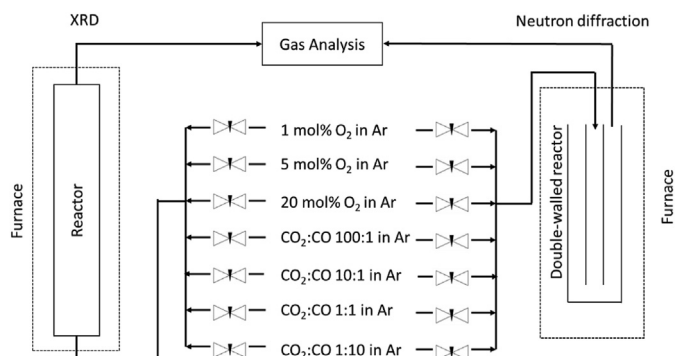 XRD
Neutron diffraction
Gas Analysis
Furnace
Reactor
1 mol% O₂ in Ar
5 mol% O₂ in Ar
20 mol% O₂ in Ar
CO₂:CO 100:1 in Ar
CO₂:CO 10:1 in Ar
CO₂:CO 1:1 in Ar
CO₂:CO 1:10 in Ar
Double-walled reactor
Furnace